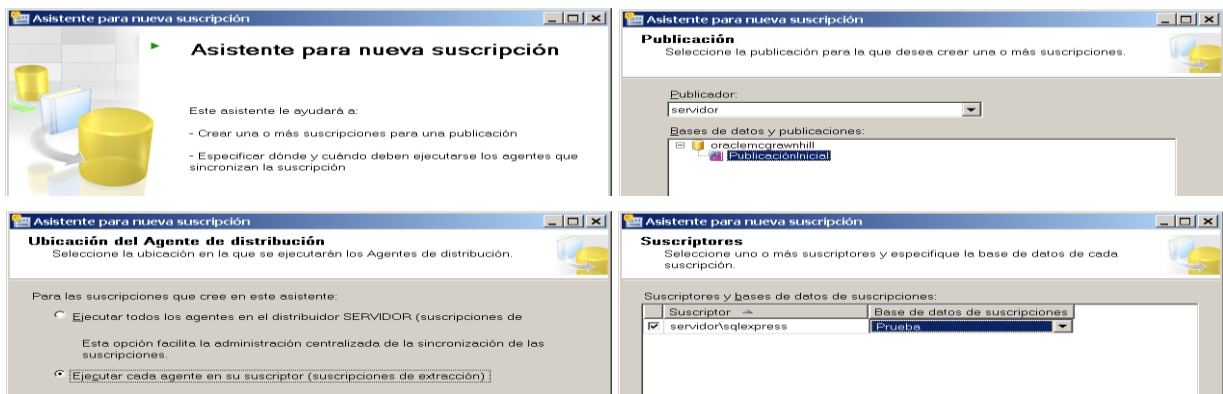 Asistente para nueva suscripción
Asistente para nueva suscripción
Este asistente le ayudará a:
- Crear una o más suscripciones para una publicación
- Especificar dónde y cuándo deben ejecutarse los agentes que
sincronizan la suscripción
Asistente para nueva suscripción
Publicación
Seleccione la publicación para la que desea crear una o más suscripciones.
Publicador:
servidor
Bases de datos y publicaciones:
oraclemcgrawnhill
PublicaciónInicial
Asistente para nueva suscripción
Ubicación del Agente de distribución
Seleccione la ubicación en la que se ejecutarán los Agentes de distribución.
Para las suscripciones que cree en este asistente:
Ejecutar todos los agentes en el distribuidor SERVIDOR (suscripciones de
Esta opción facilita la administración centralizada de la sincronización de las
suscripciones.
Ejecutar cada agente en su suscriptor (suscripciones de extracción)
Asistente para nueva suscripción
Suscriptores
Seleccione uno o más suscriptores y especifique la base de datos de cada
suscripción.
Suscriptores y bases de datos de suscripciones:
Suscriptor Base de datos de suscripciones
servidor\sqlexpress Prueba